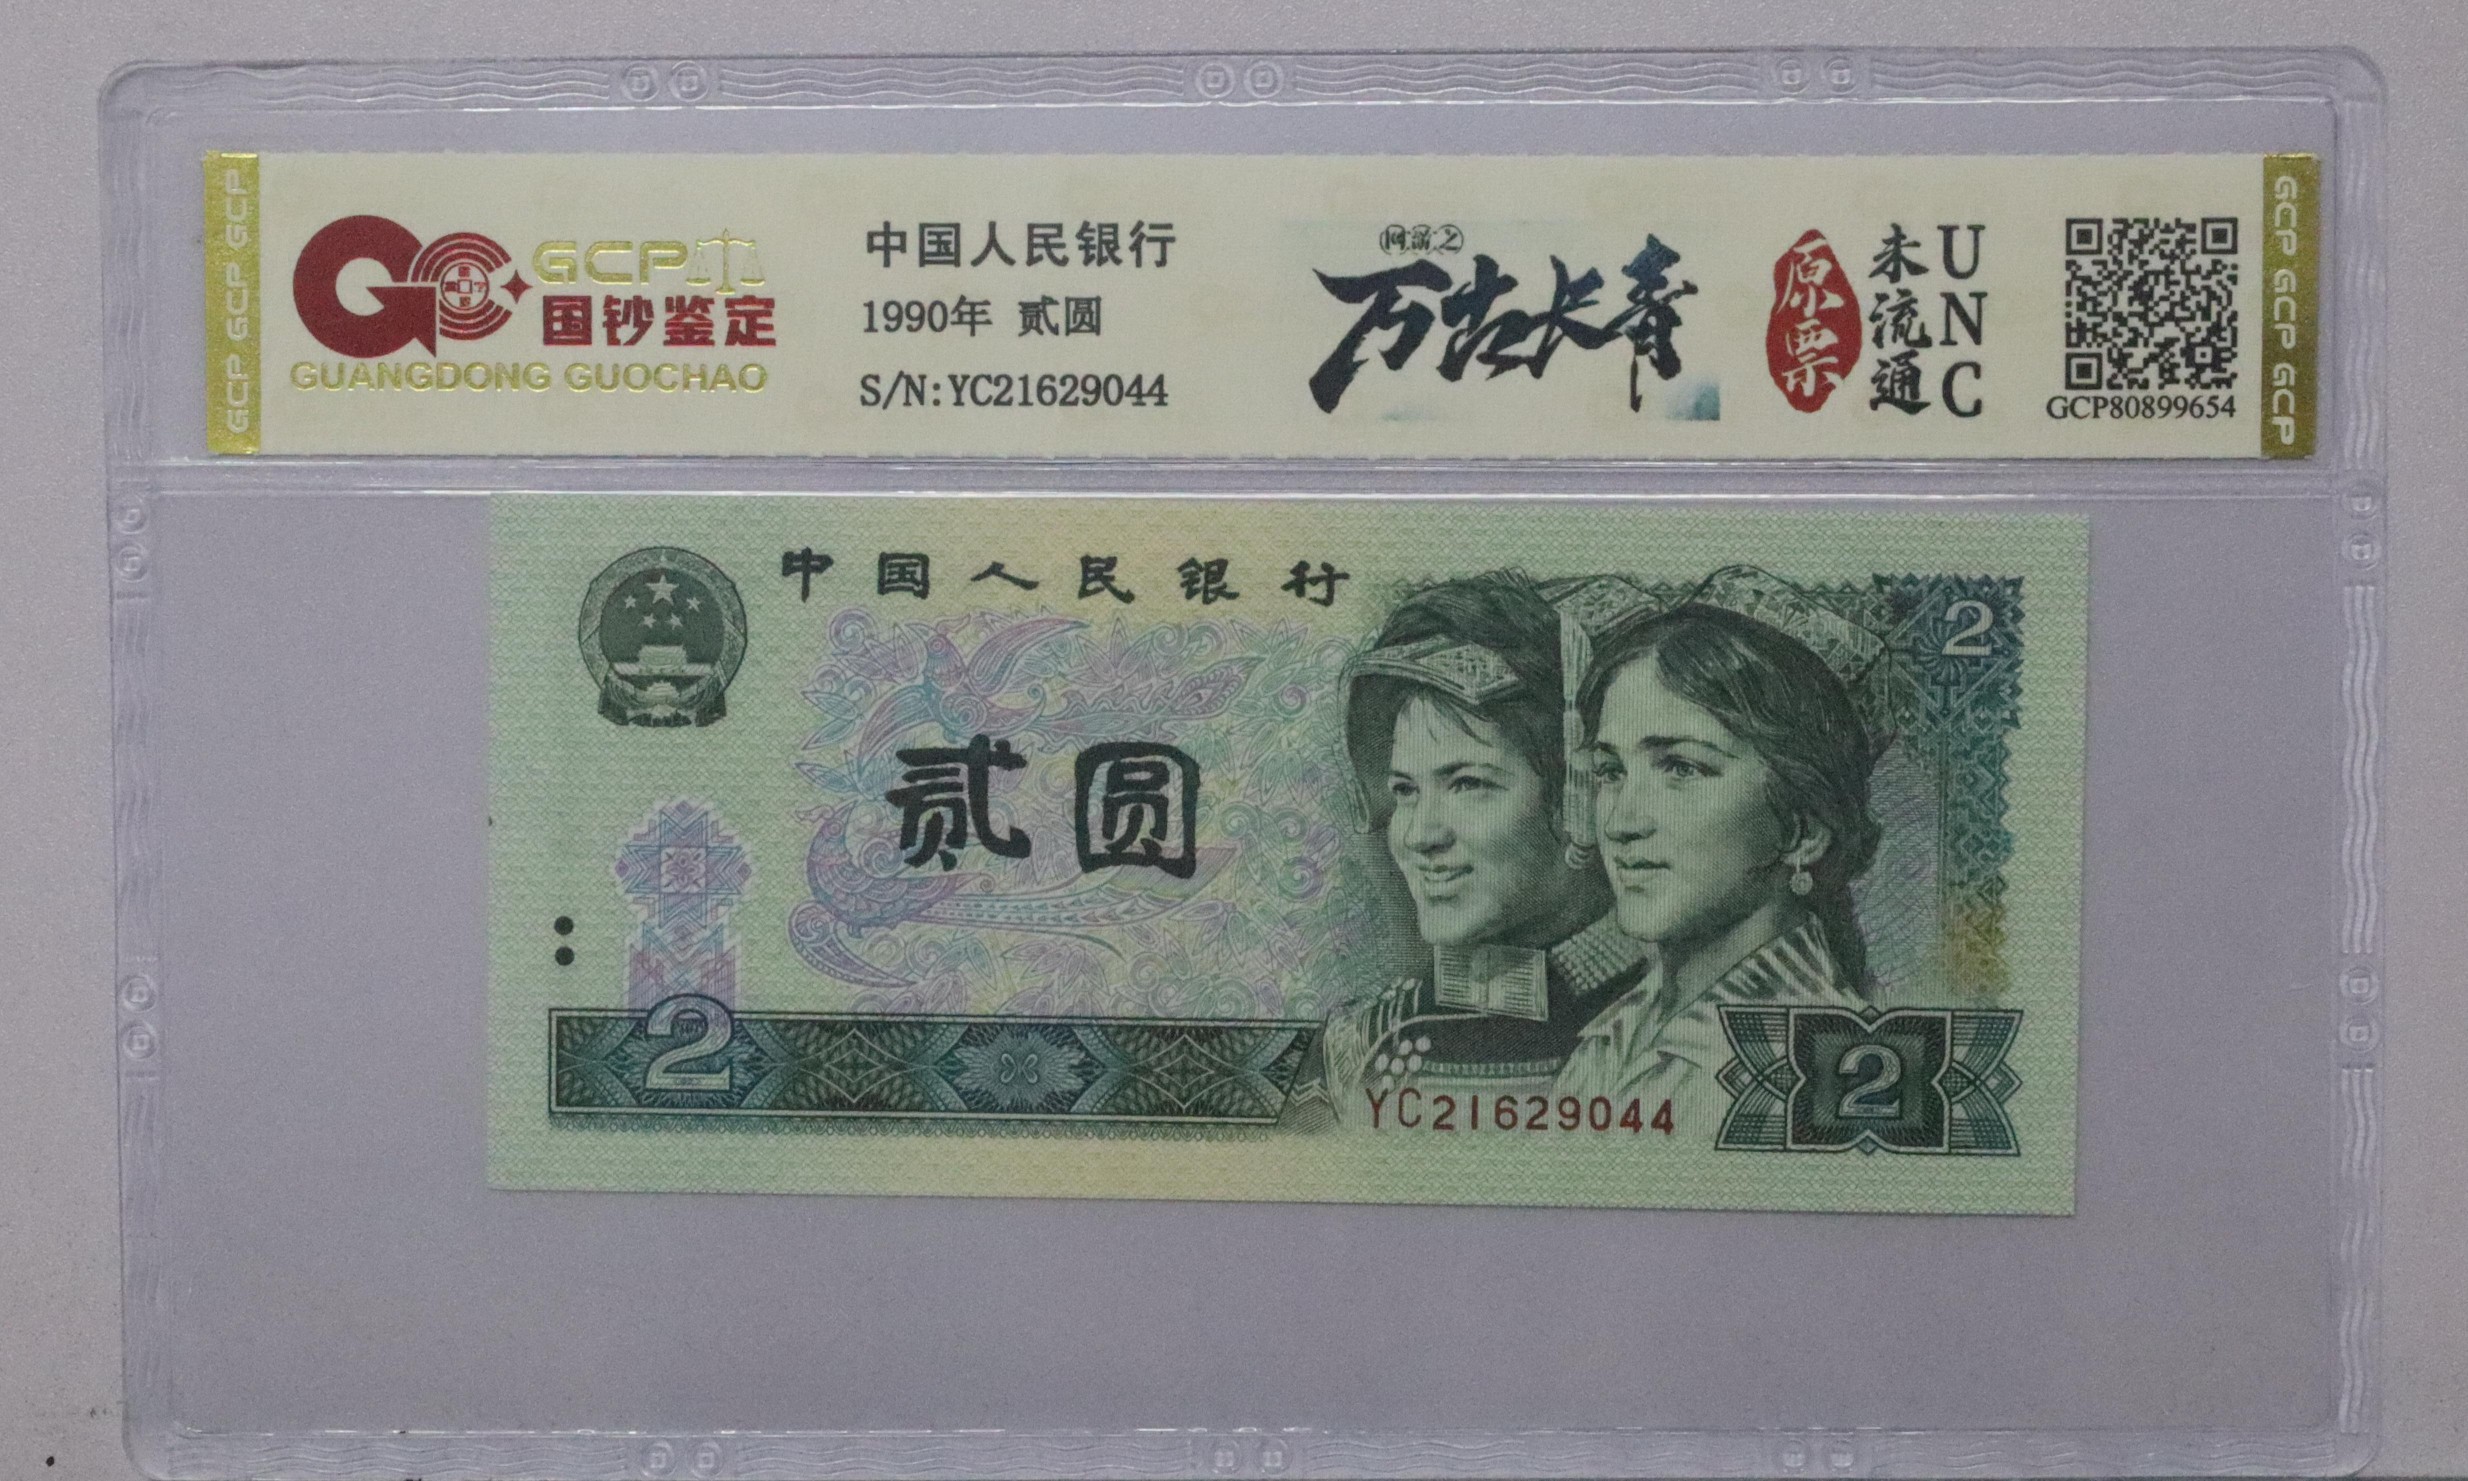 GCP GCP GCP
GCP
国钞鉴定
GUANGDONG GUOCHAO
中国人民银行
1990年 贰圆
S/N:YC21629044
万古长青
原票
未流通
UNC
GCP80899654
GCP GCP GCP
中国人民银行
2
贰圆
2
YC21629044
2